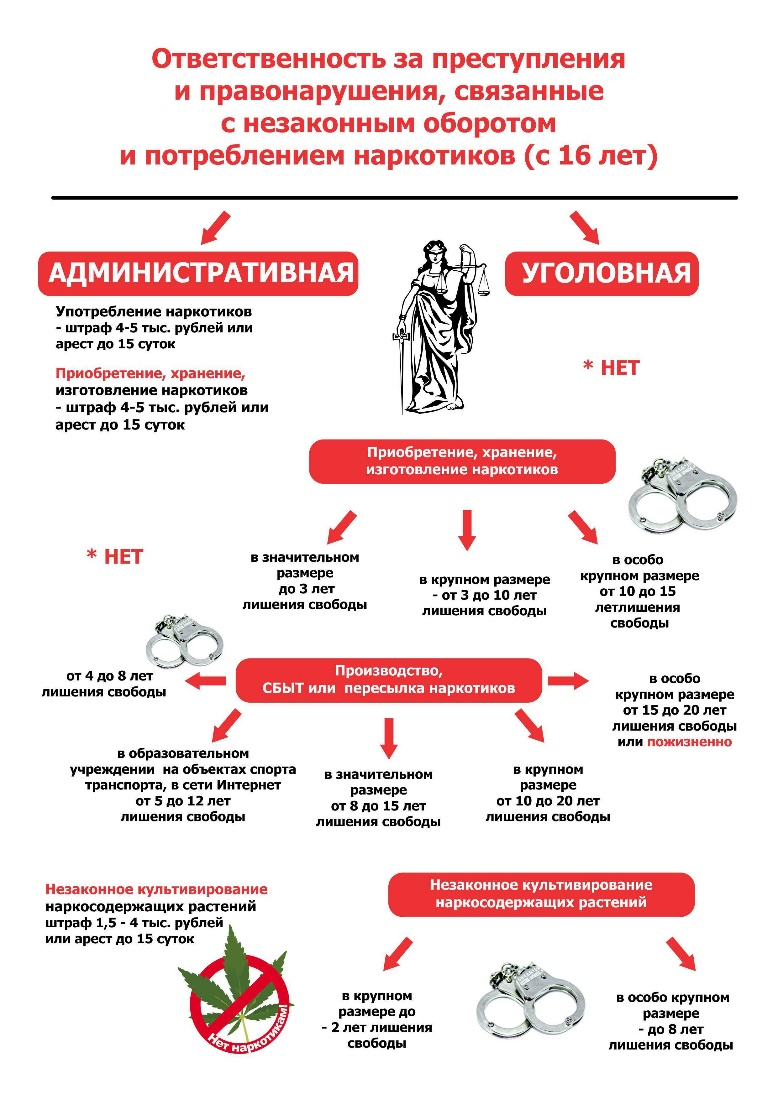 Ответственность за преступления
и правонарушения, связанные
с незаконным оборотом
и потреблением наркотиков (с 16 лет)
АДМИНИСТРАТИВНАЯ
УГОЛОВНАЯ
Употребление наркотиков
- штраф 4-5 тыс. рублей или
арест до 15 суток
Приобретение, хранение,
изготовление наркотиков
- штраф 4-5 тыс. рублей или
арест до 15 суток
* НЕТ
Приобретение, хранение,
изготовление наркотиков
* НЕТ
в значительном
размере
до 3 лет
лишения свободы
в крупном размере
- от 3 до 10 лет
лишения свободы
в особо
крупном размере
от 10 до 15
летлишения
свободы
Производство,
СБЫТ или пересылка наркотиков
от 4 до 8 лет
лишения свободы
в особо
крупном размере
от 15 до 20 лет
лишения свободы
или пожизненно
в образовательном
учреждении на объектах спорта
транспорта, в сети Интернет
от 5 до 12 лет
лишения свободы
в значительном
размере
от 8 до 15 лет
лишения свободы
в крупном
размере
от 10 до 20 лет
лишения свободы
Незаконное культивирование
наркосодержащих растений
штраф 1,5 - 4 тыс. рублей
или арест до 15 суток
Нет наркотикам!
Незаконное культивирование
наркосодержащих растений
в крупном
размере до
- 2 лет лишения
свободы
в особо крупном
размере
- до 8 лет
лишения свободы